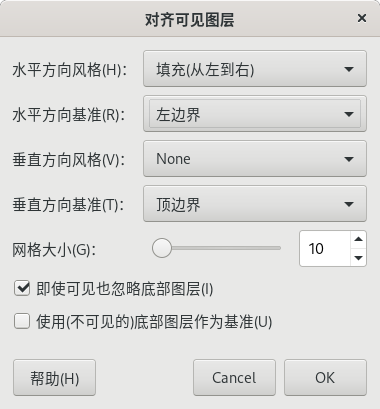 对齐可见图层
水平方向风格(H): 填充(从左到右)
水平方向基准(R): 左边界
垂直方向风格(V): None
垂直方向基准(T): 顶边界
网格大小(G): 10
即使可见也忽略底部图层(I)
使用(不可见的)底部图层作为基准(U)
帮助(H) Cancel OK